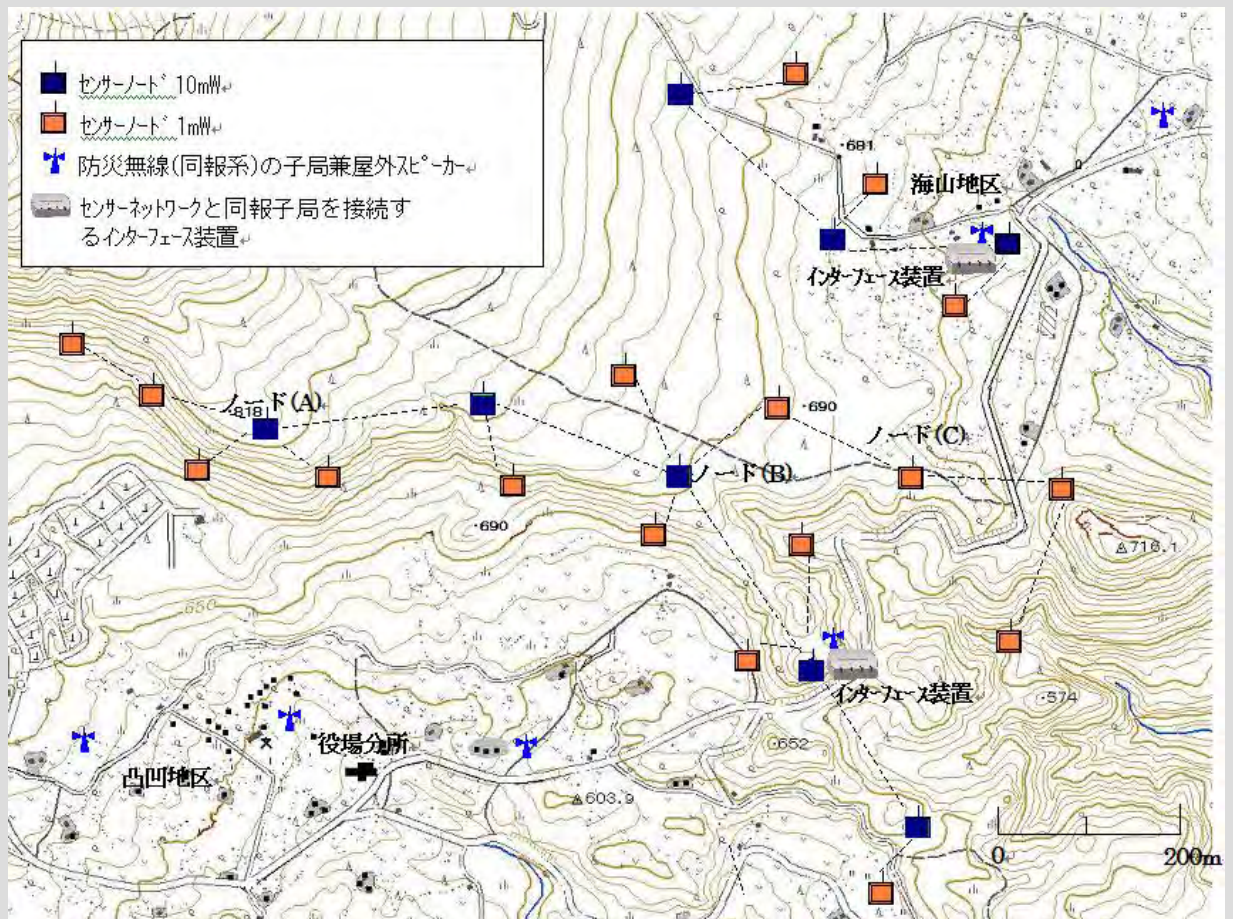 センサーノード 10mW
センサーノード 1mW
防災無線(同報系)の子局兼屋外スピーカー
センサーネットワークと同報子局を接続す
るインターフェース装置
・681
海山地区
インターフェース装置
ノード(A)
・818
・690
ノード(C)
ノード(B)
・690
716.1
650
インターフェース装置
・574
役場分所
・652
凸凹地区
603.9
0
200m